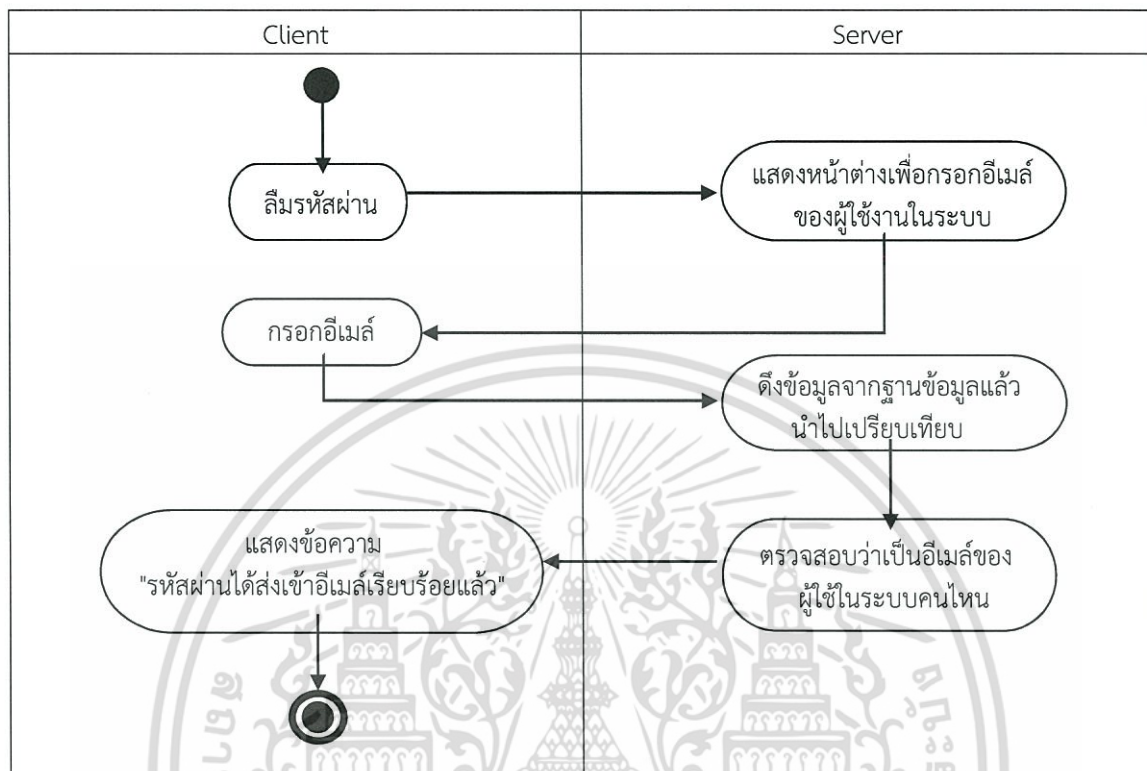 Client
Server
ลืมรหัสผ่าน
แสดงหน้าต่างเพื่อกรอกอีเมล์
ของผู้ใช้งานในระบบ
กรอกอีเมล์
ดึงข้อมูลจากฐานข้อมูลแล้ว
นำไปเปรียบเทียบ
ตรวจสอบว่าเป็นอีเมล์ของ
ผู้ใช้ในระบบคนไหน
แสดงข้อความ
"รหัสผ่านได้ส่งเข้าอีเมล์เรียบร้อยแล้ว"